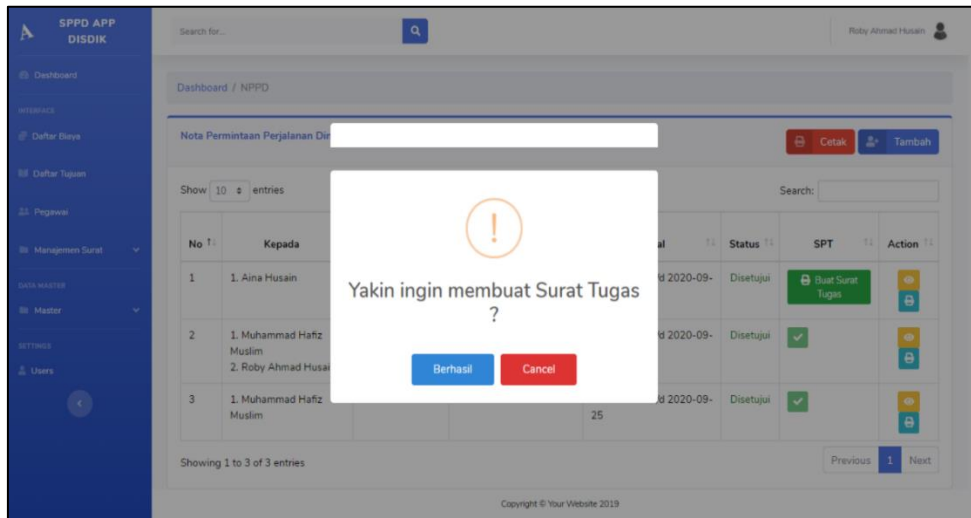 SPPD APP
DISDIK
Search for...
Roby Ahmad Husain
Dashboard
Dashboard / NPPD
INTERFACE
Daftar Biaya
Nota Permintaan Perjalanan Din
Cetak
Tambah
Daftar Tujuan
Show 10 entries
Search:
Pegawai
Manajemen Surat
No
Kepada
al
Status
SPT
Action
DATA MASTER
Master
1
1. Aina Husain
/d 2020-09-
Disetujui
Buat Surat
Tugas
Yakin ingin membuat Surat Tugas
?
SETTINGS
Users
2
1. Muhammad Hafiz
Muslim
2. Roby Ahmad Husai
/d 2020-09-
Disetujui
Berhasil
Cancel
3
1. Muhammad Hafiz
Muslim
/d 2020-09-
25
Disetujui
Showing 1 to 3 of 3 entries
Previous 1 Next
Copyright © Your Website 2019